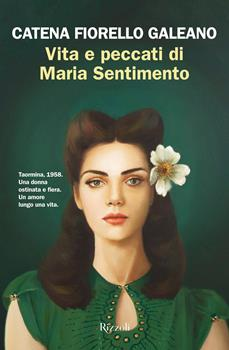 CATENA FIORELLO GALEANO
Vita e peccati di
Maria Sentimento
Taormina, 1958.
Una donna
ostinata e fiera.
Un amore
lungo una vita.
Rizzoli